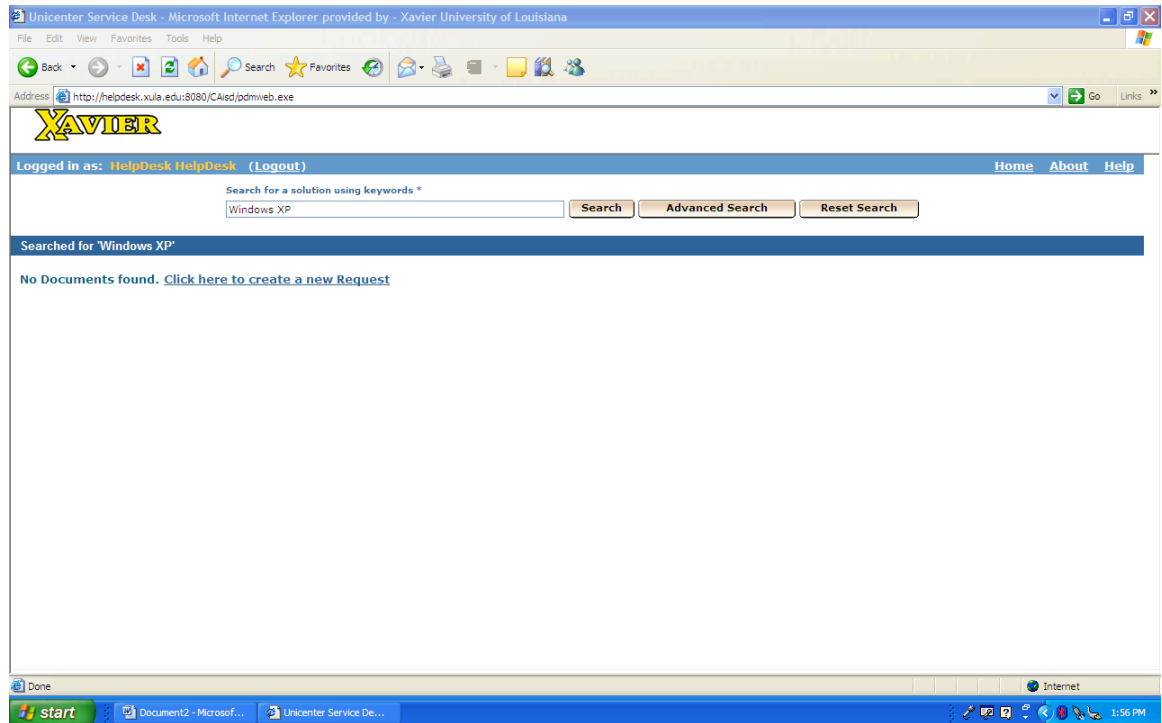 Unicenter Service Desk - Microsoft Internet Explorer provided by - Xavier University of Louisiana
File Edit View Favorites Tools Help
Back Search Favorites
Address http://helpdesk.xula.edu:8080/CAisd/pdmweb.exe Go Links »
XAVIER
Logged in as: HelpDesk HelpDesk (Logout) Home About Help
Search for a solution using keywords *
Windows XP Search Advanced Search Reset Search
Searched for 'Windows XP'
No Documents found. Click here to create a new Request
Done Internet
start Document2 - Microsof... Unicenter Service De... 1:56 PM